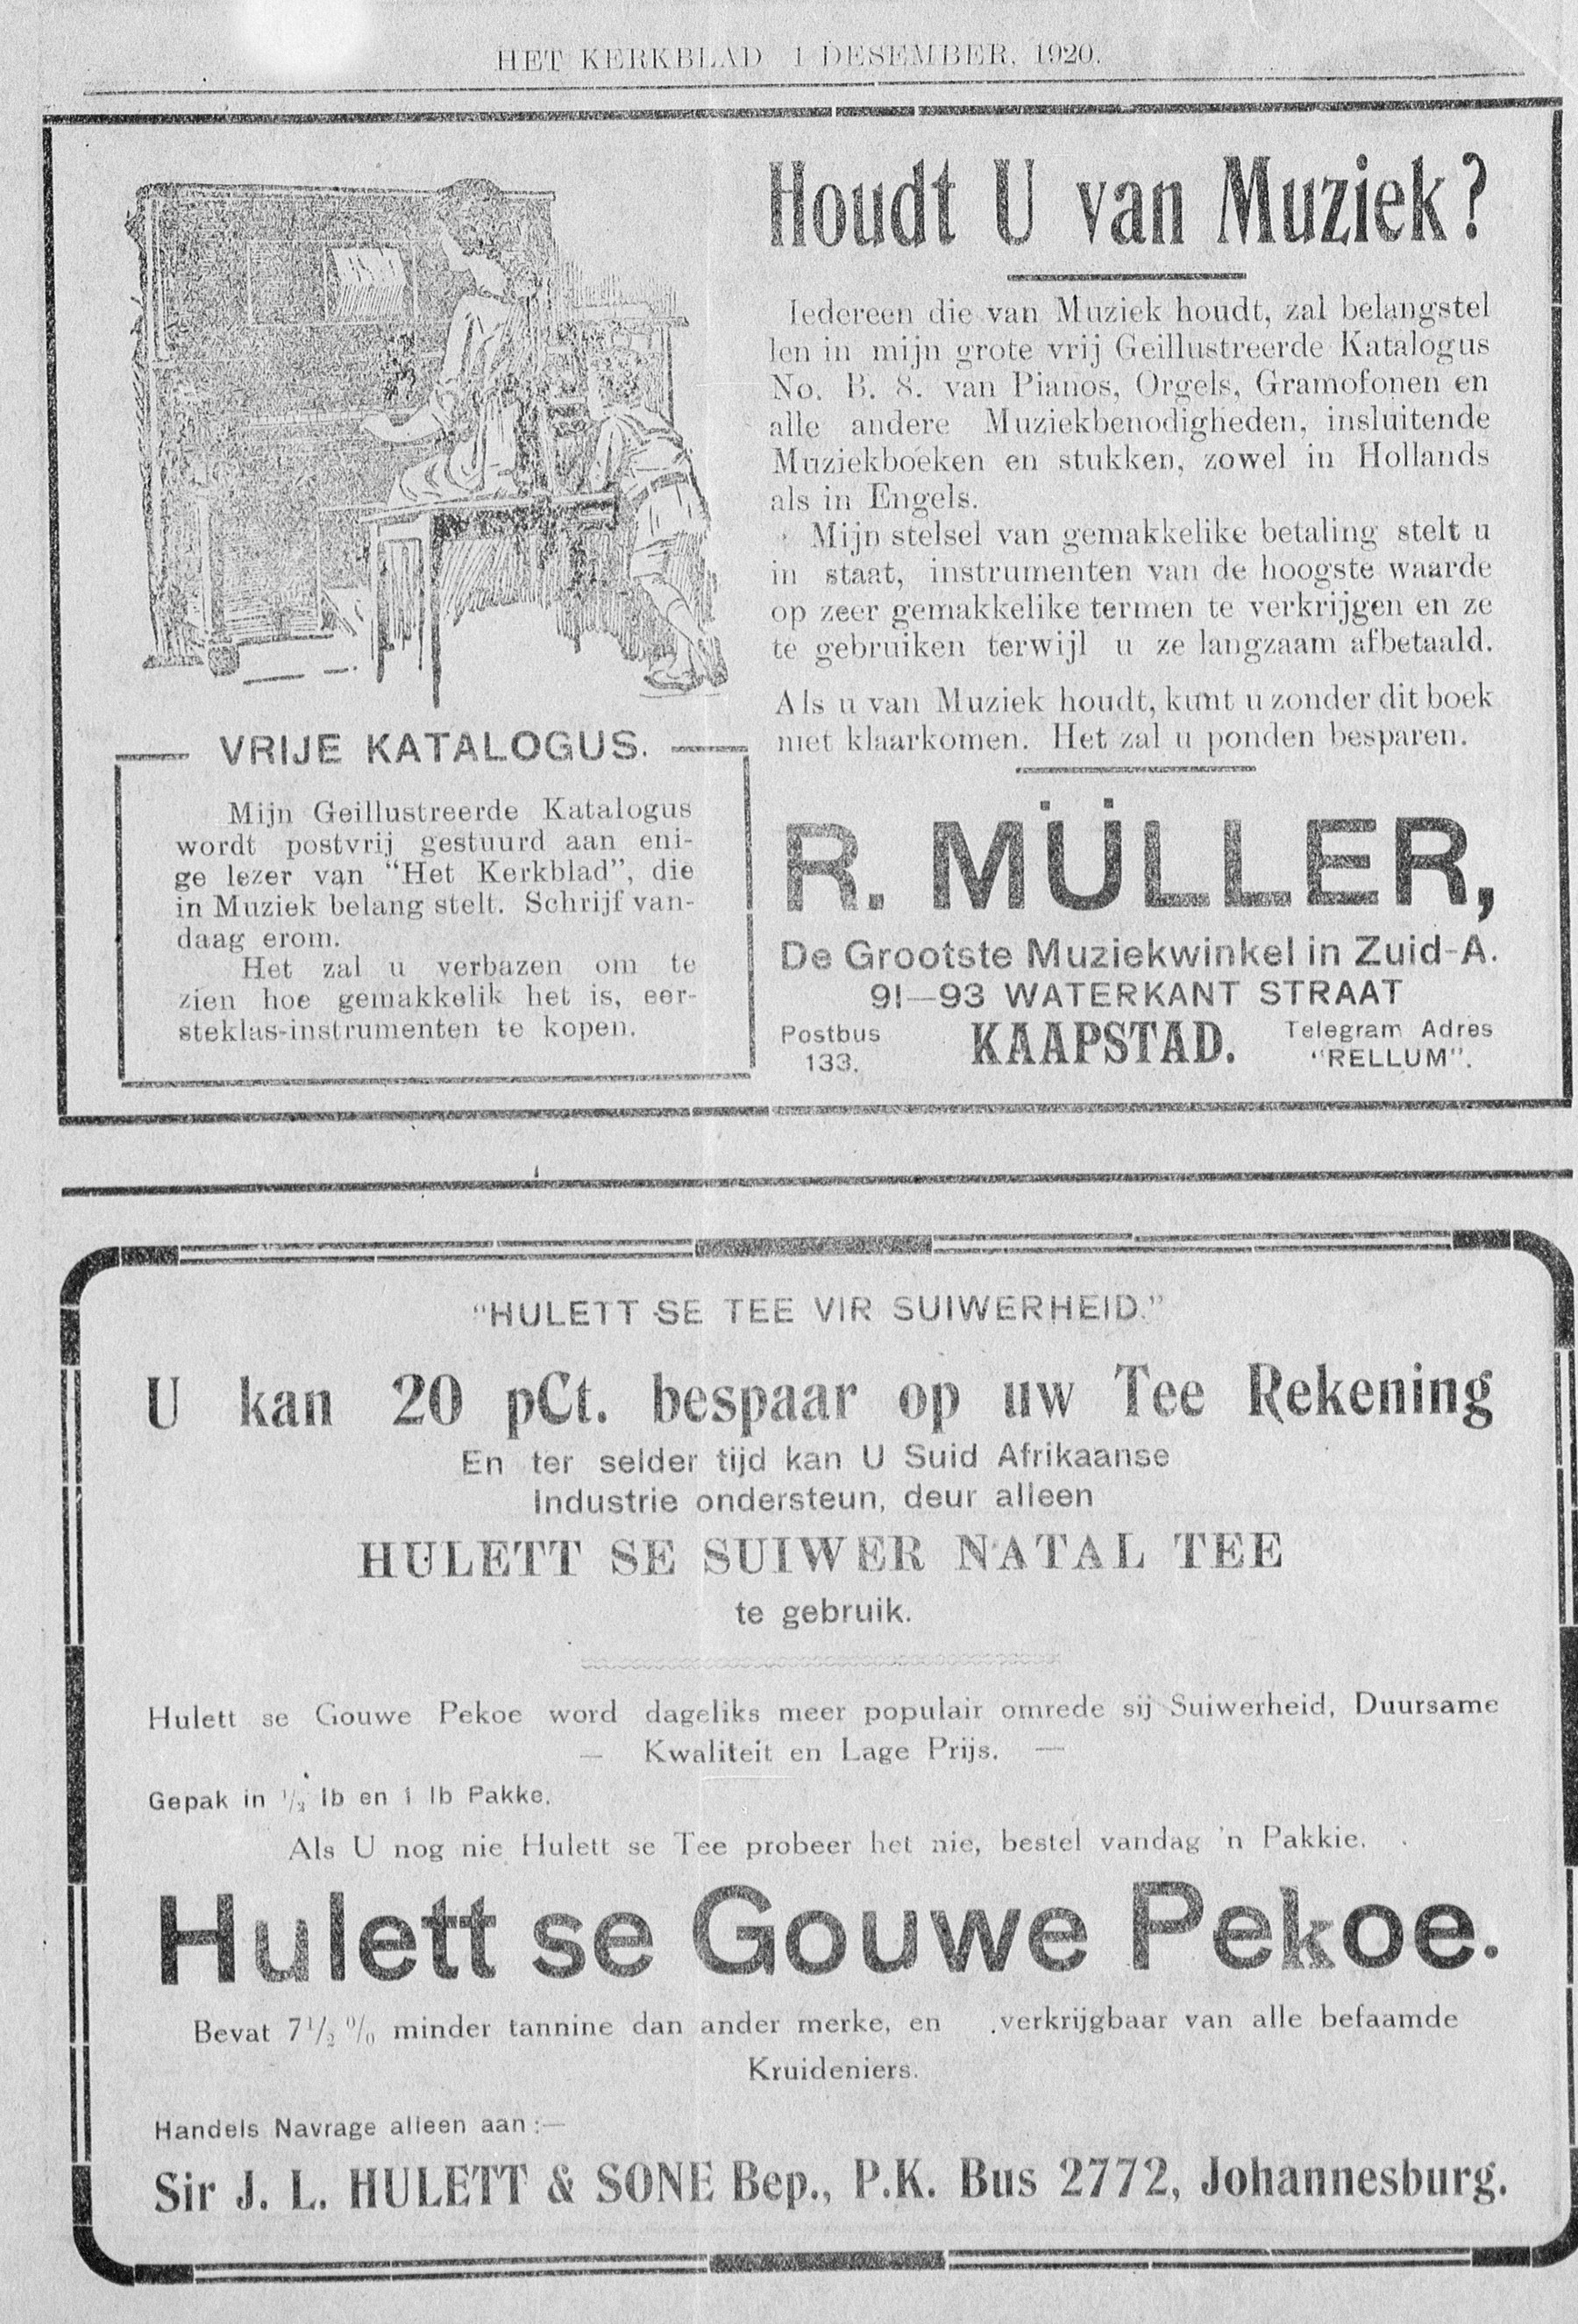 HET KERKBLAD 1 DESEMBER, 1920.
Houdt U van Muziek?
Iedereen die van Muziek houdt, zal belangstel
len in mijn grote vrij Geillustreerde Katalogus
No. B. 8. van Pianos, Orgels, Gramofonen en
alle andere Muziekbenodigheden, insluitende
Muziekboeken en stukken, zowel in Hollands
als in Engels.
Mijn stelsel van gemakkelike betaling stelt u
in staat, instrumenten van de hoogste waarde
op zeer gemakkelike termen te verkrijgen en ze
te gebruiken terwijl u ze langzaam afbetaald.
Als u van Muziek houdt, kunt u zonder dit boek
niet klaarkomen. Het zal u ponden besparen.
VRIJE KATALOGUS.
Mijn Geillustreerde Katalogus
wordt postvrij gestuurd aan eni-
ge lezer van "Het Kerkblad", die
in Muziek belang stelt. Schrijf van-
daag erom.
Het zal u verbazen om te
zien hoe gemakkelik het is, eer-
steklas-instrumenten te kopen.
R. MÜLLER,
De Grootste Muziekwinkel in Zuid-A.
91—93 WATERKANT STRAAT
Postbus
133.
KAAPSTAD.
Telegram Adres
"RELLUM".
"HULETT SE TEE VIR SUIWERHEID."
U kan 20 pCt. bespaar op uw Tee Rekening
En ter selder tijd kan U Suid Afrikaanse
Industrie ondersteun, deur alleen
HULETT SE SUIWER NATAL TEE
te gebruik.
Hulett se Gouwe Pekoe word dageliks meer populair omrede sij Suiwerheid, Duursame
— Kwaliteit en Lage Prijs. —
Gepak in ½ lb en 1 lb Pakke.
Als U nog nie Hulett se Tee probeer het nie, bestel vandag 'n Pakkie.
Hulett se Gouwe Pekoe.
Bevat 7½ % minder tannine dan ander merke, en verkrijgbaar van alle befaamde
Kruideniers.
Handels Navrage alleen aan :—
Sir J. L. HULETT & SONE Bep., P.K. Bus 2772, Johannesburg.